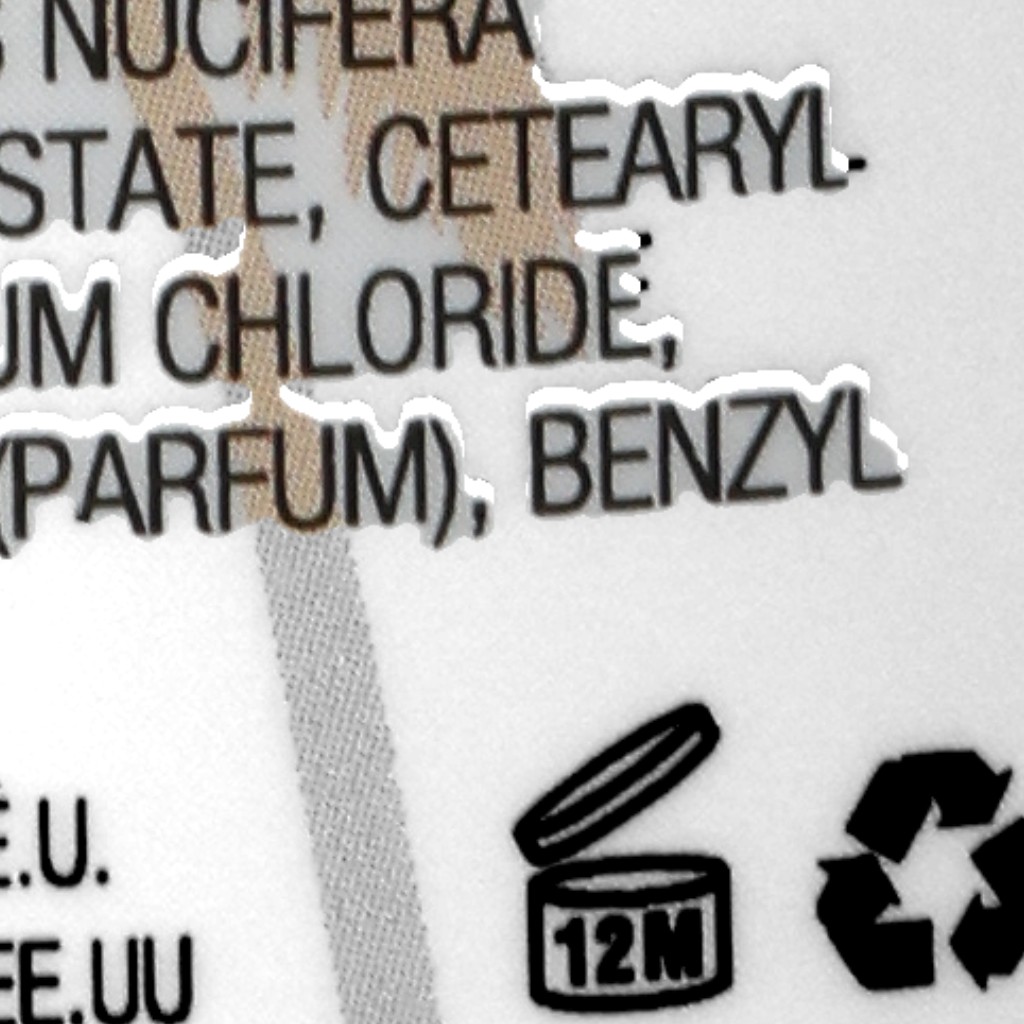 NUCIFERA
STATE, CETEARYL
UM CHLORIDE,
(PARFUM), BENZYL
E.U.
EE.UU
12M